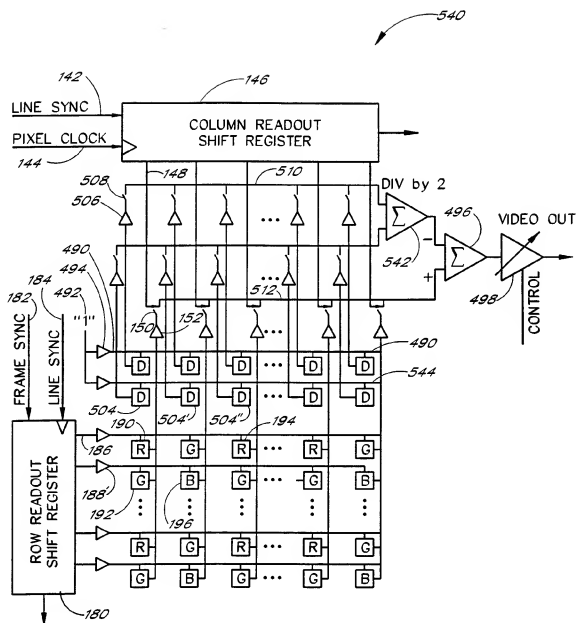 540
142
146
LINE SYNC
PIXEL CLOCK
144
COLUMN READOUT
SHIFT REGISTER
148
510
508
506
DIV by 2
Σ
542
−
+
496
Σ
VIDEO OUT
498
CONTROL
512
490
494
492
184
182
"1"
FRAME SYNC
LINE SYNC
150
152
D D D ... D D
490
D D D ... D D
544
504 504' 504"
190
194
186
R G R ... R G
188'
G B G ... G B
192
196
ROW READOUT
SHIFT REGISTER
R G R ... R G
G B G ... G B
180